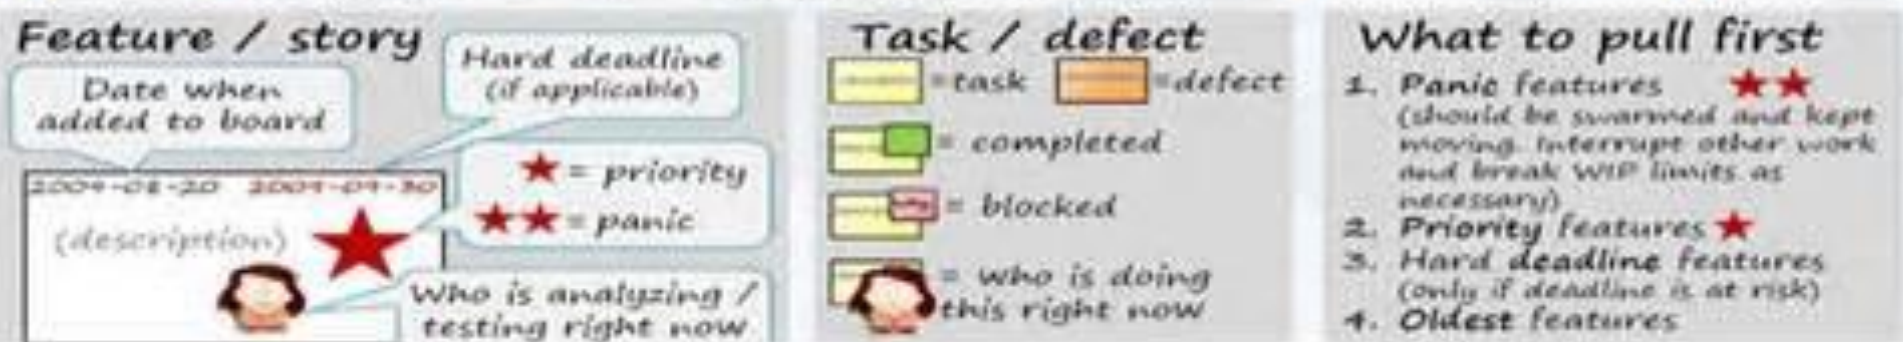 Feature / story
Date when
added to board
Hard deadline
(if applicable)
2009-08-20 2009-09-30
(description)
= priority
= panic
Who is analyzing /
testing right now
Task / defect
=task =defect
= completed
= blocked
= who is doing
this right now
What to pull first
1. Panic features
(should be swarmed and kept
moving. Interrupt other work
and break WIP limits as
necessary)
2. Priority features
3. Hard deadline features
(only if deadline is at risk)
4. Oldest features